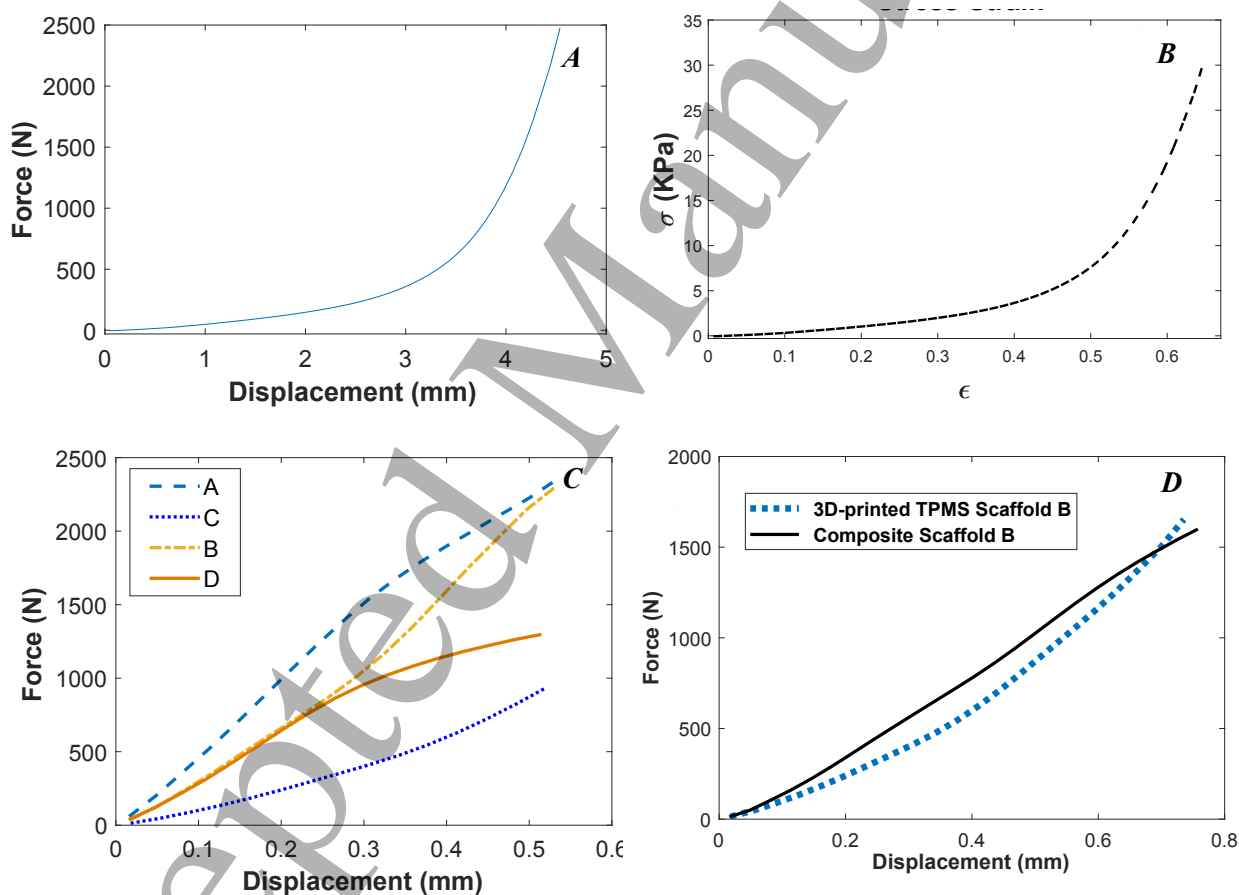 A
Force (N)
2500
2000
1500
1000
500
0
0 1 2 3 4 5
Displacement (mm)
B
σ (KPa)
35
30
25
20
15
10
5
0
0 0.1 0.2 0.3 0.4 0.5 0.6
ϵ
C
Force (N)
2500
2000
1500
1000
500
0
A
C
B
D
0 0.1 0.2 0.3 0.4 0.5 0.6
Displacement (mm)
D
Force (N)
2000
1500
1000
500
0
3D-printed TPMS Scaffold B
Composite Scaffold B
0 0.2 0.4 0.6 0.8
Displacement (mm)